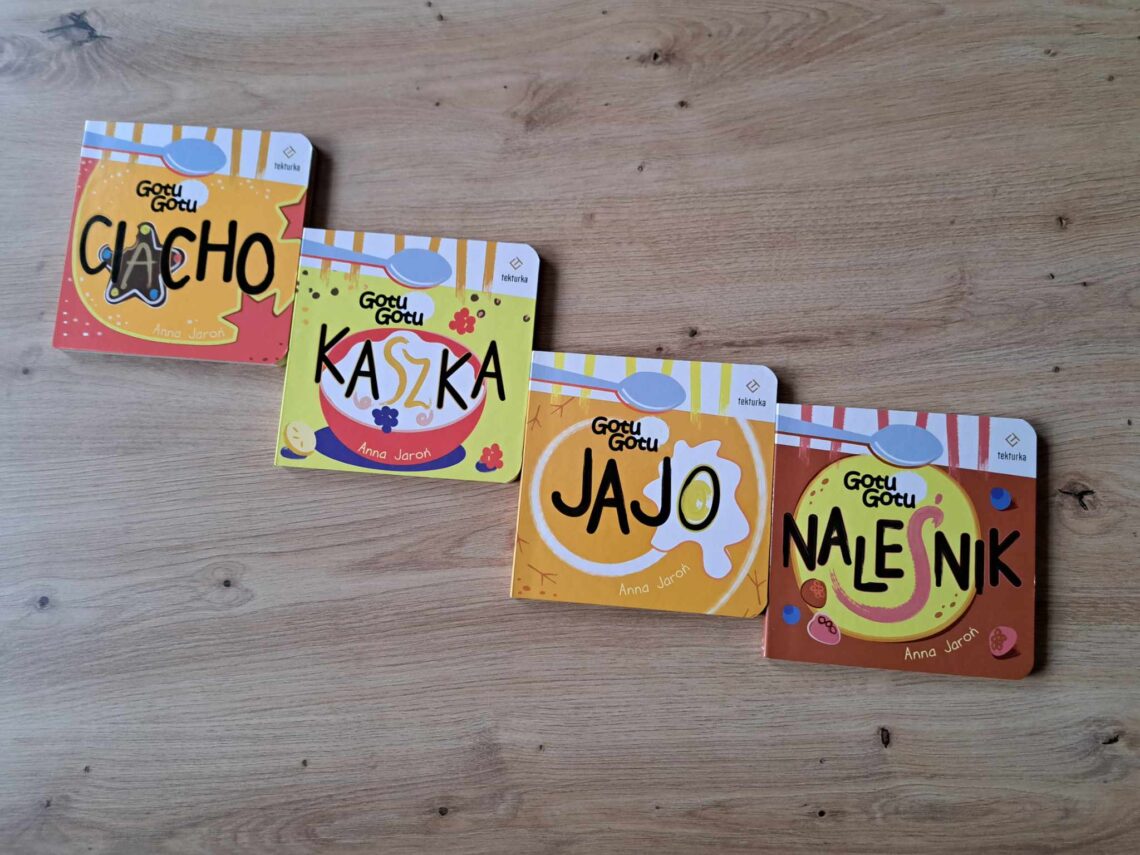 tekturka
Gotu
Gotu
CIACHO
Anna Jaroń
tekturka
Gotu
Gotu
KASZKA
Anna Jaroń
tekturka
Gotu
Gotu
JAJO
Anna Jaroń
tekturka
Gotu
Gotu
NALEŚNIK
Anna Jaroń